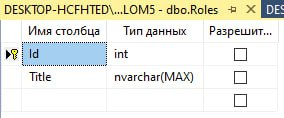 DESKTOP-HCFHTED\...LOM5 - dbo.Roles DES
Имя столбца Тип данных Разрешит...
Id int
Title nvarchar(MAX)